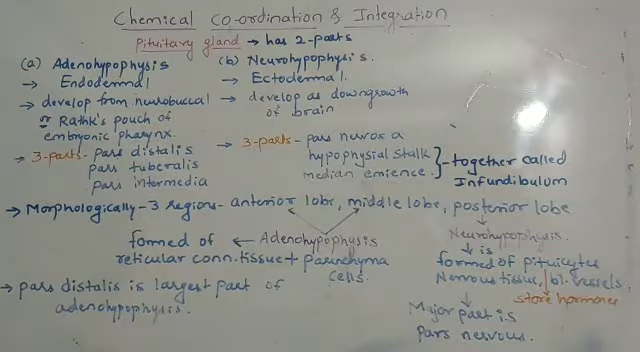 Chemical co-ordination & Integration
Pituitary gland → has 2-parts
(a) Adenohypophysis
→ Endodermal
→ develop from neurobuccal
or Rathk's pouch of
embryonic pharynx.
→ 3-parts- pars distalis
pars tuberalis
pars intermedia
(b) Neurohypophysis.
→ Ectodermal.
→ develop as downgrowth
of brain
→ 3-parts- pars nervosa
hypophysial stalk
median emience.
} -together called
Infundibulum
→ Morphologically- 3 regions- anterior lobe, middle lobe, posterior lobe
formed of ← Adenohypophysis
reticular conn. tissue + parenchyma
cells.
→ pars distalis is largest part of
adenohypophysis.
↓
Neurohypophysis.
↓ is
formed of pituicytes
Nervous tissue, bl. vessels.
↓
store hormones
↓
Major part is
pars nervous.